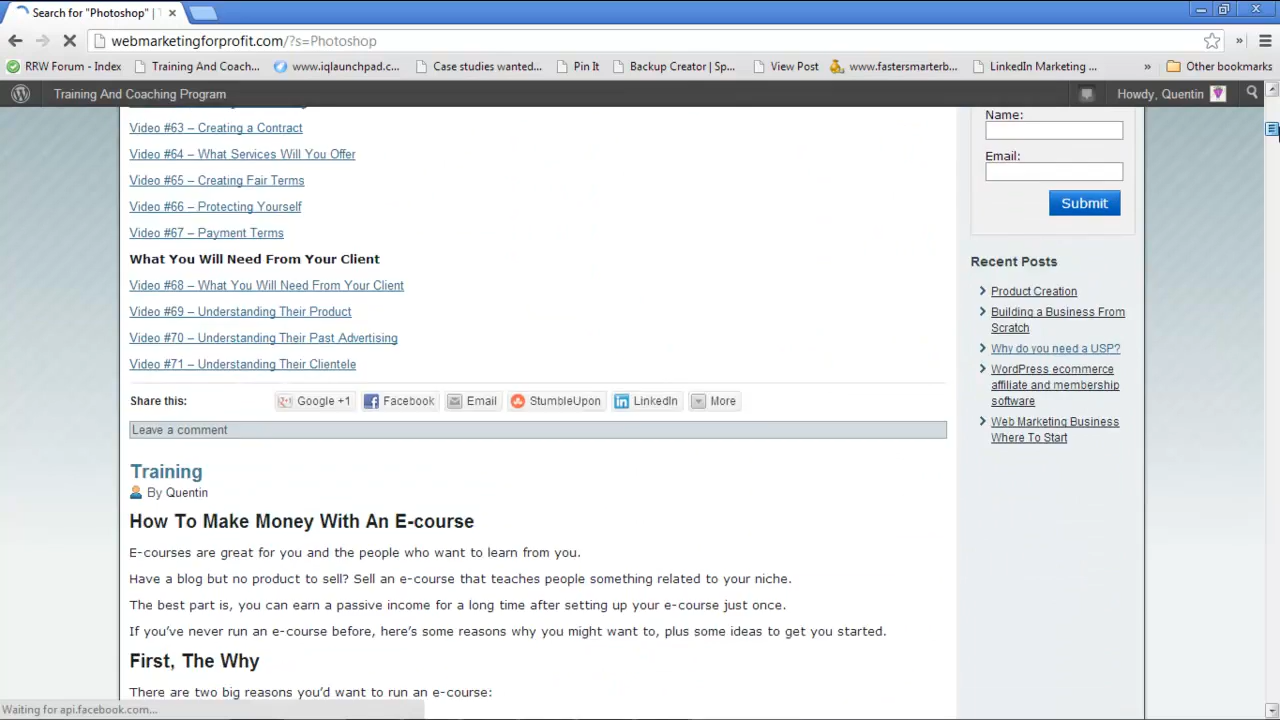 Search for "Photoshop" |
webmarketingforprofit.com/?s=Photoshop
RRW Forum - Index
Training And Coach...
www.iqlaunchpad.c...
Case studies wanted...
Pin It
Backup Creator | Sp...
View Post
www.fastersmarterb...
LinkedIn Marketing ...
»
Other bookmarks
Training And Coaching Program
Howdy, Quentin
Video #63 – Creating a Contract
Video #64 – What Services Will You Offer
Video #65 – Creating Fair Terms
Video #66 – Protecting Yourself
Video #67 – Payment Terms
What You Will Need From Your Client
Video #68 – What You Will Need From Your Client
Video #69 – Understanding Their Product
Video #70 – Understanding Their Past Advertising
Video #71 – Understanding Their Clientele
Share this:
Google +1
Facebook
Email
StumbleUpon
LinkedIn
More
Leave a comment
Training
By Quentin
How To Make Money With An E-course
E-courses are great for you and the people who want to learn from you.
Have a blog but no product to sell? Sell an e-course that teaches people something related to your niche.
The best part is, you can earn a passive income for a long time after setting up your e-course just once.
If you've never run an e-course before, here's some reasons why you might want to, plus some ideas to get you started.
First, The Why
There are two big reasons you'd want to run an e-course:
Name:
Email:
Submit
Recent Posts
Product Creation
Building a Business From
Scratch
Why do you need a USP?
WordPress ecommerce
affiliate and membership
software
Web Marketing Business
Where To Start
Waiting for api.facebook.com...